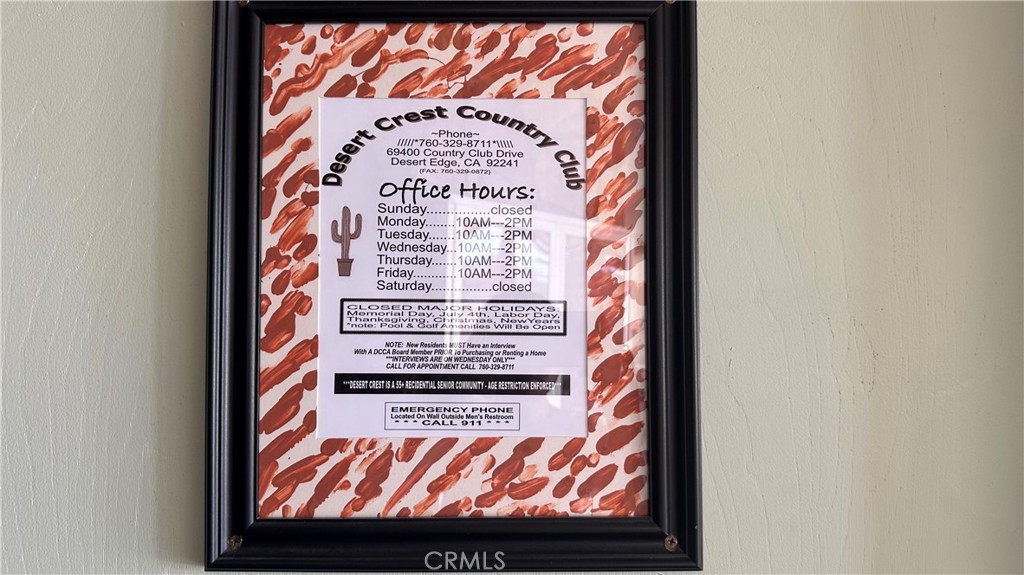 Desert Crest Country Club
~Phone~
/////*760-329-8711*\\\\\
69400 Country Club Drive
Desert Edge, CA 92241
(FAX: 760-329-0872)
Office Hours:
Sunday................closed
Monday........10AM---2PM
Tuesday.......10AM---2PM
Wednesday...10AM---2PM
Thursday.......10AM---2PM
Friday...........10AM---2PM
Saturday...............closed
CLOSED MAJOR HOLIDAYS:
Memorial Day, July 4th, Labor Day,
Thanksgiving, Christmas, NewYears
*note: Pool & Golf Amenities Will Be Open
NOTE: New Residents MUST Have an Interview
With A DCCA Board Member PRIOR To Purchasing or Renting a Home
***INTERVIEWS ARE ON WEDNESDAY ONLY***
CALL FOR APPOINTMENT CALL 760-329-8711
***DESERT CREST IS A 55+ RESIDENTIAL SENIOR COMMUNITY - AGE RESTRICTION ENFORCED***
EMERGENCY PHONE
Located On Wall Outside Men's Restroom
* * * CALL 911 * * *
CRMLS